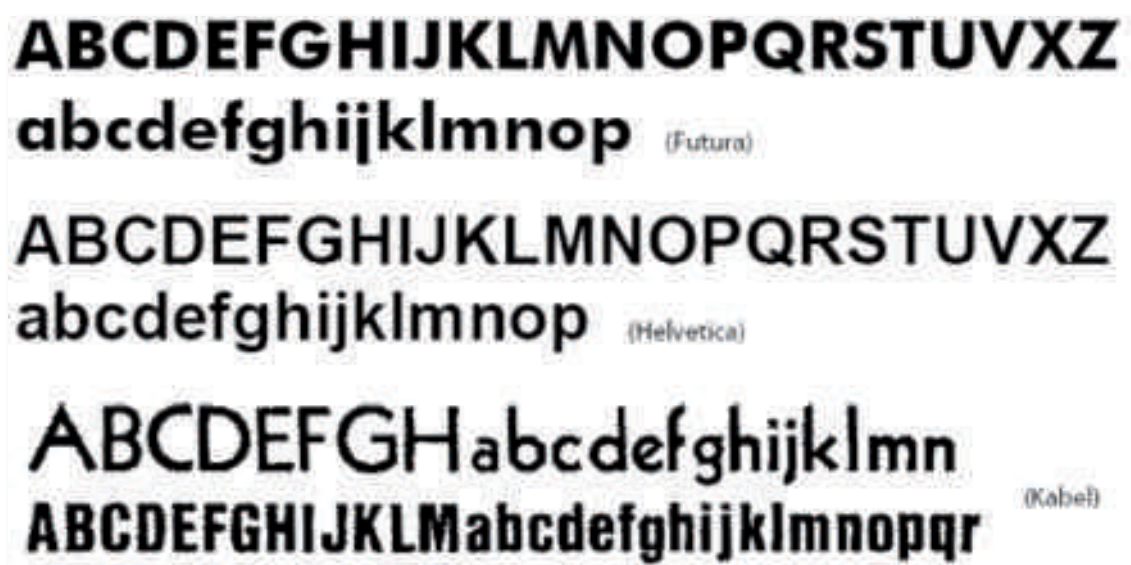 ABCDEFGHIJKLMNOPQRSTUVXZ
abcdefghijklmnop (Futura)
ABCDEFGHIJKLMNOPQRSTUVXZ
abcdefghijklmnop (Helvetica)
ABCDEFGHabcdefghijklmn
(Kabel)
ABCDEFGHIJKLMabcdefghijklmnopqr